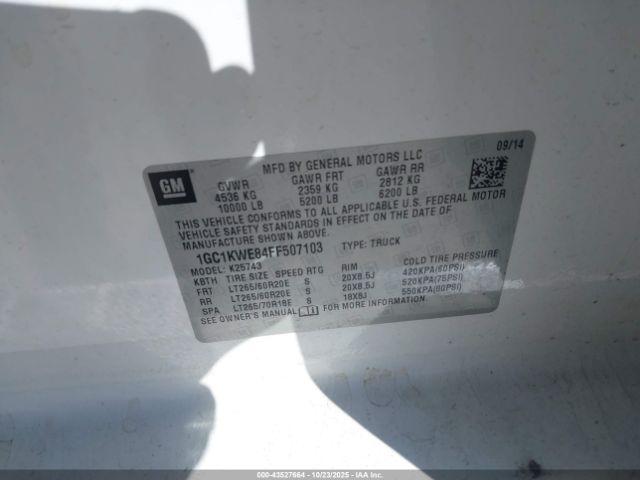 09/14
MFD BY GENERAL MOTORS LLC
GM
GVWR GAWR FRT GAWR RR
4536 KG 2359 KG 2812 KG
10000 LB 5200 LB 6200 LB
THIS VEHICLE CONFORMS TO ALL APPLICABLE U.S. FEDERAL MOTOR
VEHICLE SAFETY STANDARDS IN EFFECT ON THE DATE OF
MANUFACTURE SHOWN ABOVE.
1GC1KWE84FF507103 TYPE: TRUCK
MODEL: K25743
KBTH TIRE SIZE SPEED RTG RIM COLD TIRE PRESSURE
FRT LT265/60R20E S 20X8.5J 420KPA(60PSI)
RR LT265/60R20E S 20X8.5J 520KPA(75PSI)
SPA LT265/70R18E S 18X8J 550KPA(80PSI)
SEE OWNER'S MANUAL FOR MORE INFORMATION.
000-43527664 10/23/2025 IAAI.COM